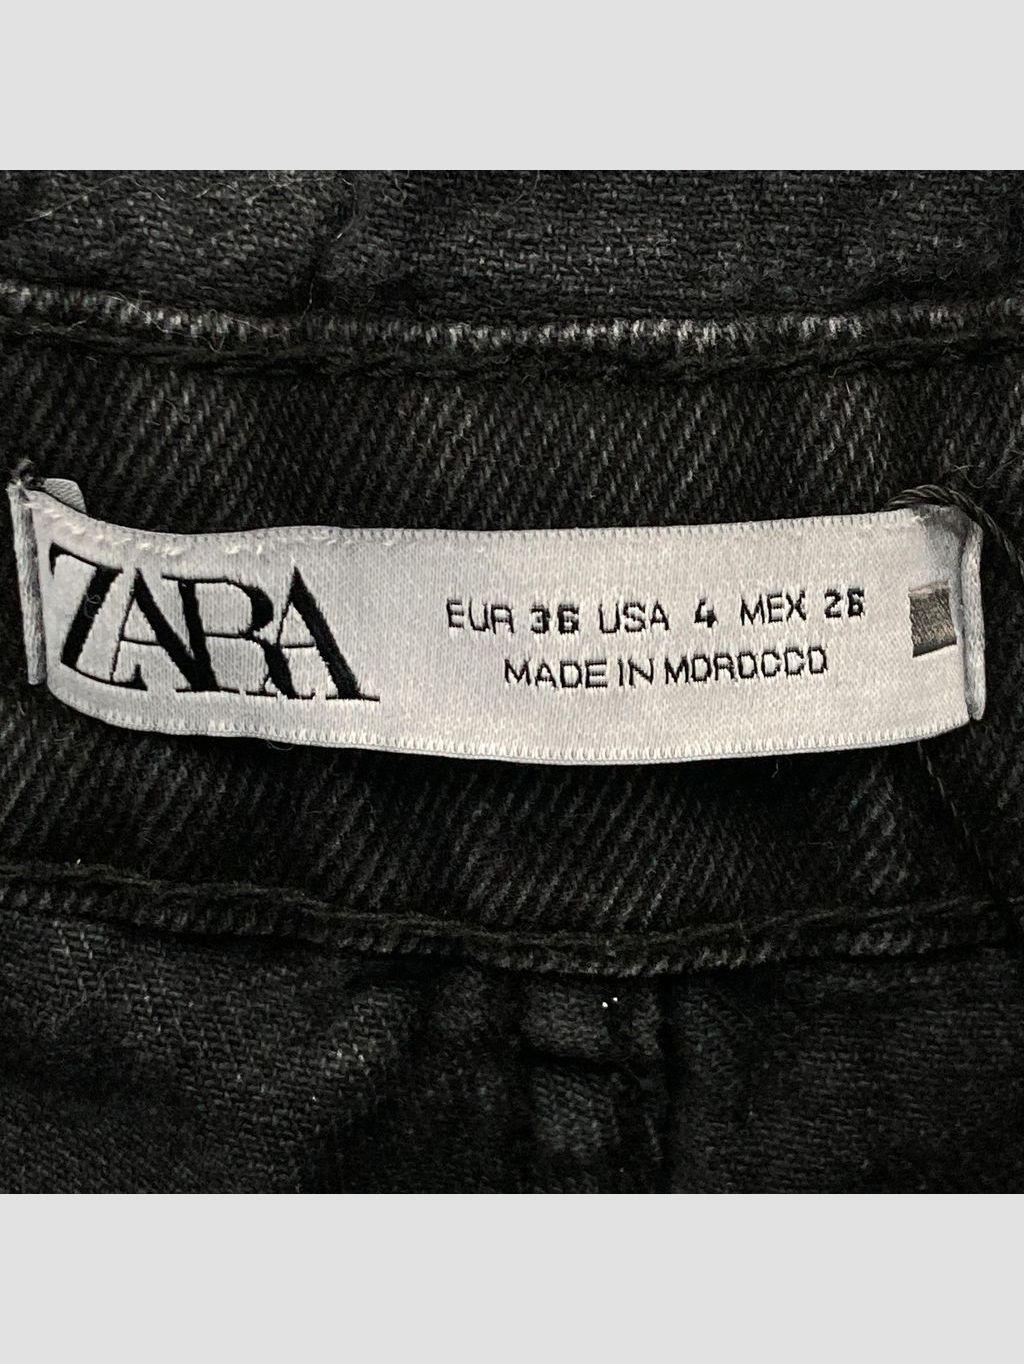 ZARA
EUR 36 USA 4 MEX 26
MADE IN MOROCCO